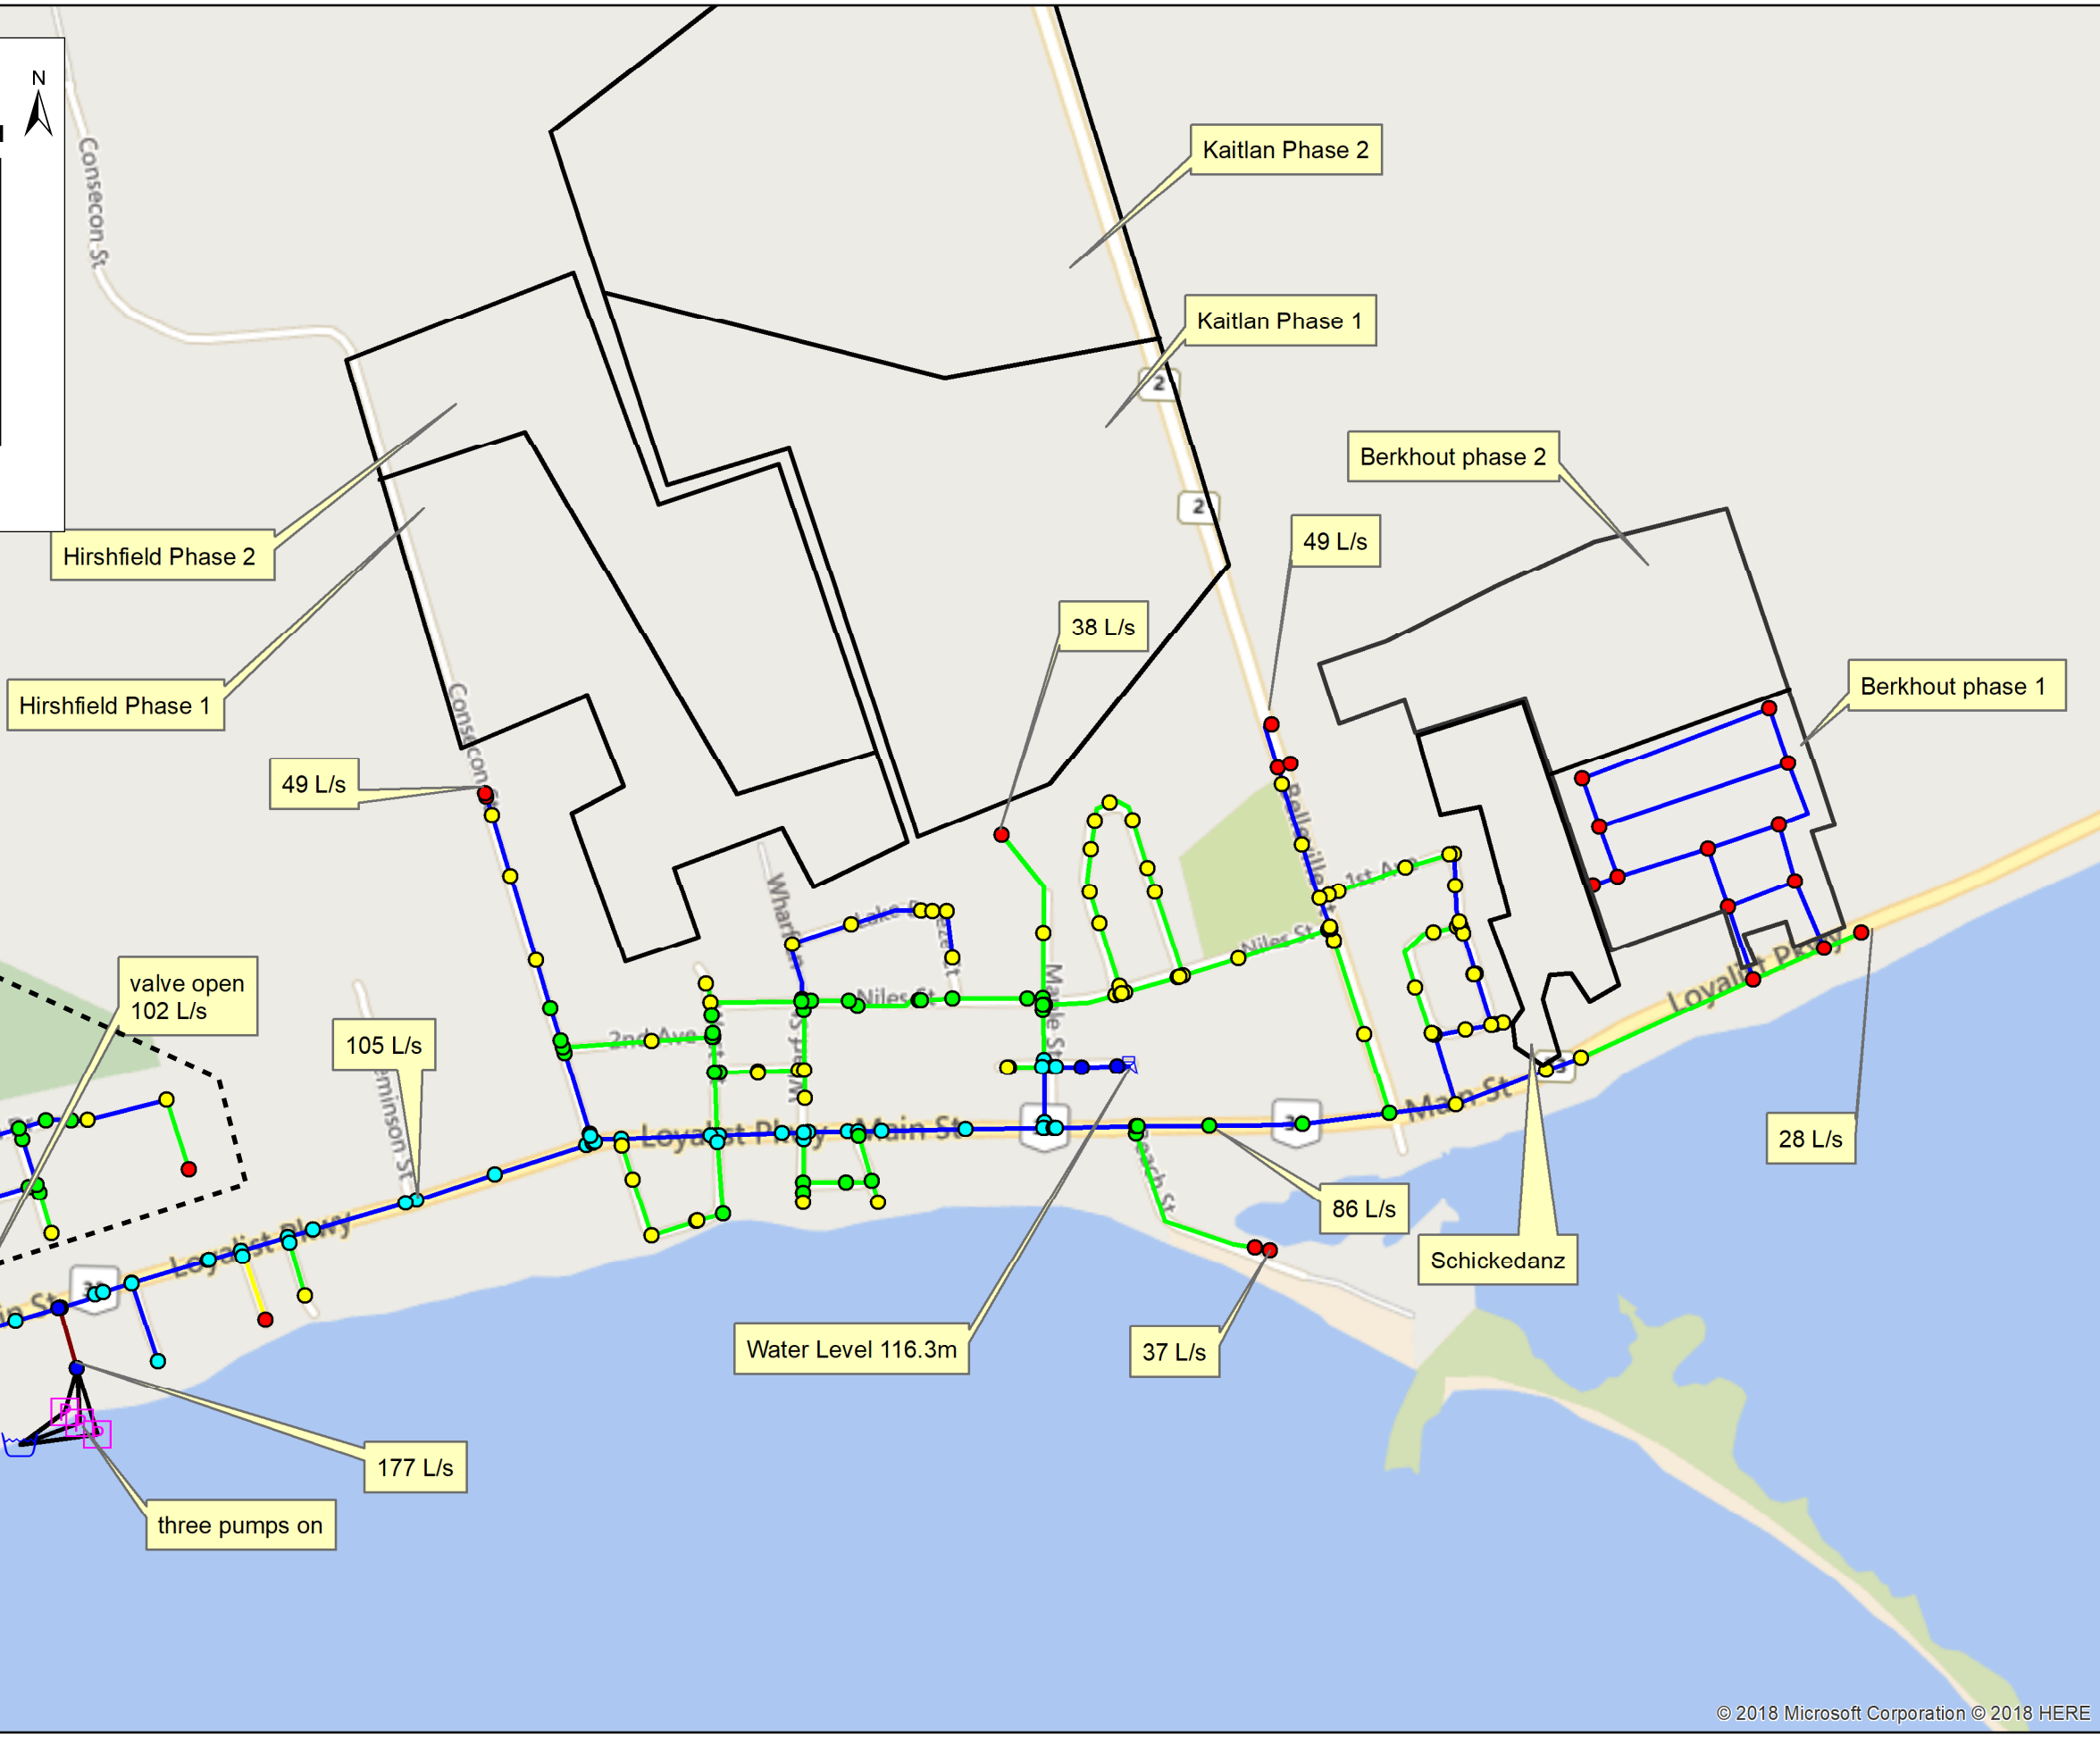 N
Consecon St
Kaitlan Phase 2
Kaitlan Phase 1
2
Berkhout phase 2
2
49 L/s
Hirshfield Phase 2
38 L/s
Berkhout phase 1
Hirshfield Phase 1
Consecon St
49 L/s
1st Ave
Niles St
valve open
102 L/s
Niles St
Loyalist Pkwy
105 L/s
2nd Ave
Maple St
Main St
Loyalist Pkwy
Main St
28 L/s
Beach St
86 L/s
Loyalist Pkwy
Schickedanz
Water Level 116.3m
37 L/s
177 L/s
three pumps on
© 2018 Microsoft Corporation © 2018 HERE